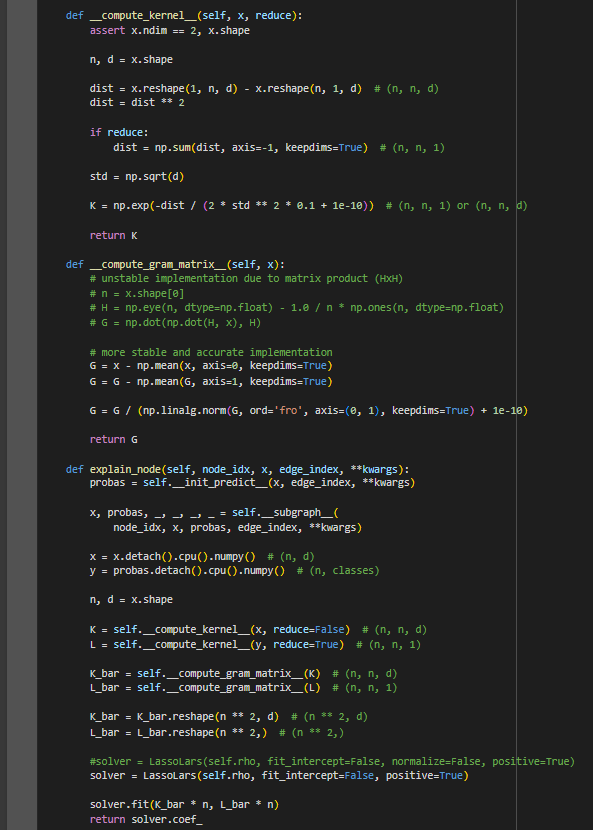 def __compute_kernel__(self, x, reduce):
    assert x.ndim == 2, x.shape

    n, d = x.shape

    dist = x.reshape(1, n, d) - x.reshape(n, 1, d)  # (n, n, d)
    dist = dist ** 2

    if reduce:
        dist = np.sum(dist, axis=-1, keepdims=True)  # (n, n, 1)

    std = np.sqrt(d)

    K = np.exp(-dist / (2 * std ** 2 * 0.1 + 1e-10))  # (n, n, 1) or (n, n, d)

    return K

def __compute_gram_matrix__(self, x):
    # unstable implementation due to matrix product (HxH)
    # n = x.shape[0]
    # H = np.eye(n, dtype=np.float) - 1.0 / n * np.ones(n, dtype=np.float)
    # G = np.dot(np.dot(H, x), H)

    # more stable and accurate implementation
    G = x - np.mean(x, axis=0, keepdims=True)
    G = G - np.mean(G, axis=1, keepdims=True)

    G = G / (np.linalg.norm(G, ord='fro', axis=(0, 1), keepdims=True) + 1e-10)

    return G

def explain_node(self, node_idx, x, edge_index, **kwargs):
    probas = self.__init_predict__(x, edge_index, **kwargs)

    x, probas, _, _, _, _ = self.__subgraph__(
        node_idx, x, probas, edge_index, **kwargs)

    x = x.detach().cpu().numpy()  # (n, d)
    y = probas.detach().cpu().numpy()  # (n, classes)

    n, d = x.shape

    K = self.__compute_kernel__(x, reduce=False)  # (n, n, d)
    L = self.__compute_kernel__(y, reduce=True)  # (n, n, 1)

    K_bar = self.__compute_gram_matrix__(K)  # (n, n, d)
    L_bar = self.__compute_gram_matrix__(L)  # (n, n, 1)

    K_bar = K_bar.reshape(n ** 2, d)  # (n ** 2, d)
    L_bar = L_bar.reshape(n ** 2,)  # (n ** 2,)

    #solver = LassoLars(self.rho, fit_intercept=False, normalize=False, positive=True)
    solver = LassoLars(self.rho, fit_intercept=False, positive=True)

    solver.fit(K_bar * n, L_bar * n)
    return solver.coef_